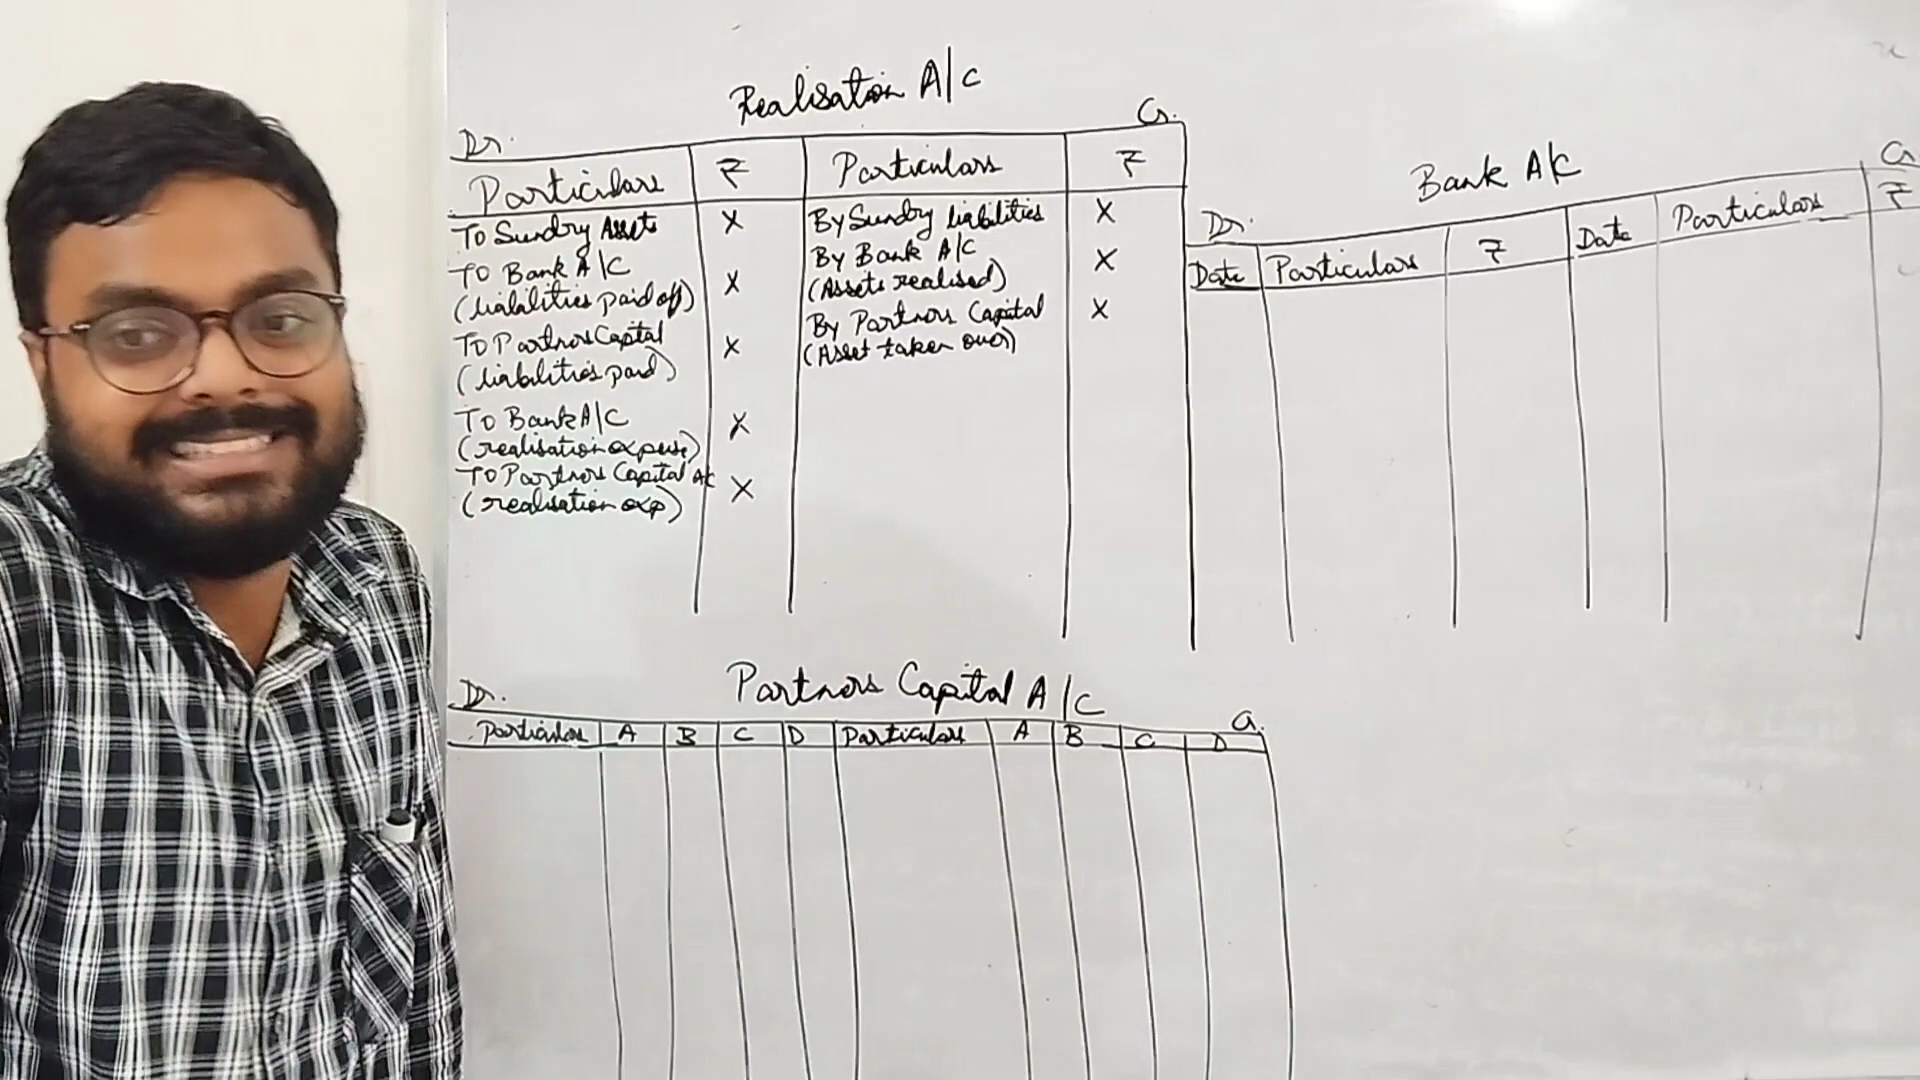 Realisation A/C
Dr. Cr.
Particulars ₹ Particulars ₹
To Sundry Assets X
To Bank A/C
(liabilities paid off) X
To Partners Capital
(liabilities paid) X
To Bank A/C
(realisation expense) X
To Partners Capital A/C
(realisation exp) X
By Sundry liabilities X
By Bank A/C
(Assets realised) X
By Partners Capital
(Asset taken over) X
Bank A/C
Dr. Cr
Date Particulars ₹ Date Particulars ₹
Partners Capital A/C
Dr. Cr.
Particulars A B C D Particulars A B C D